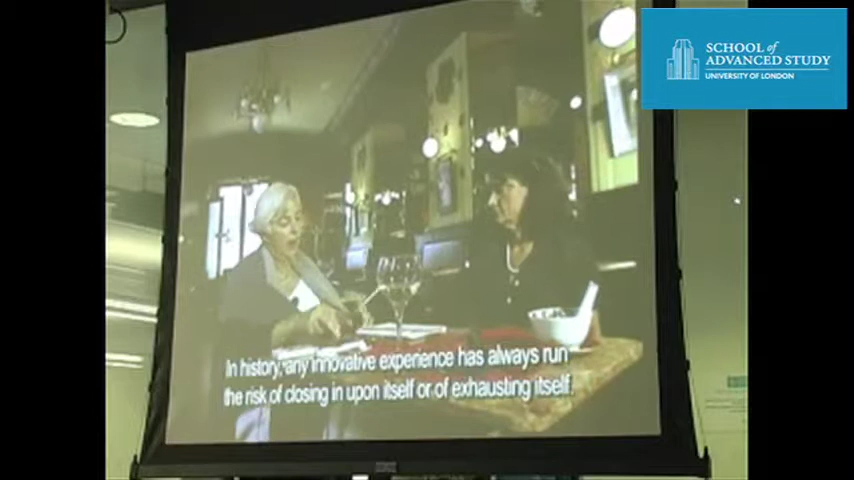 SCHOOL of
ADVANCED STUDY
UNIVERSITY OF LONDON
In history, any innovative experience has always run
the risk of closing in upon itself or of exhausting itself.